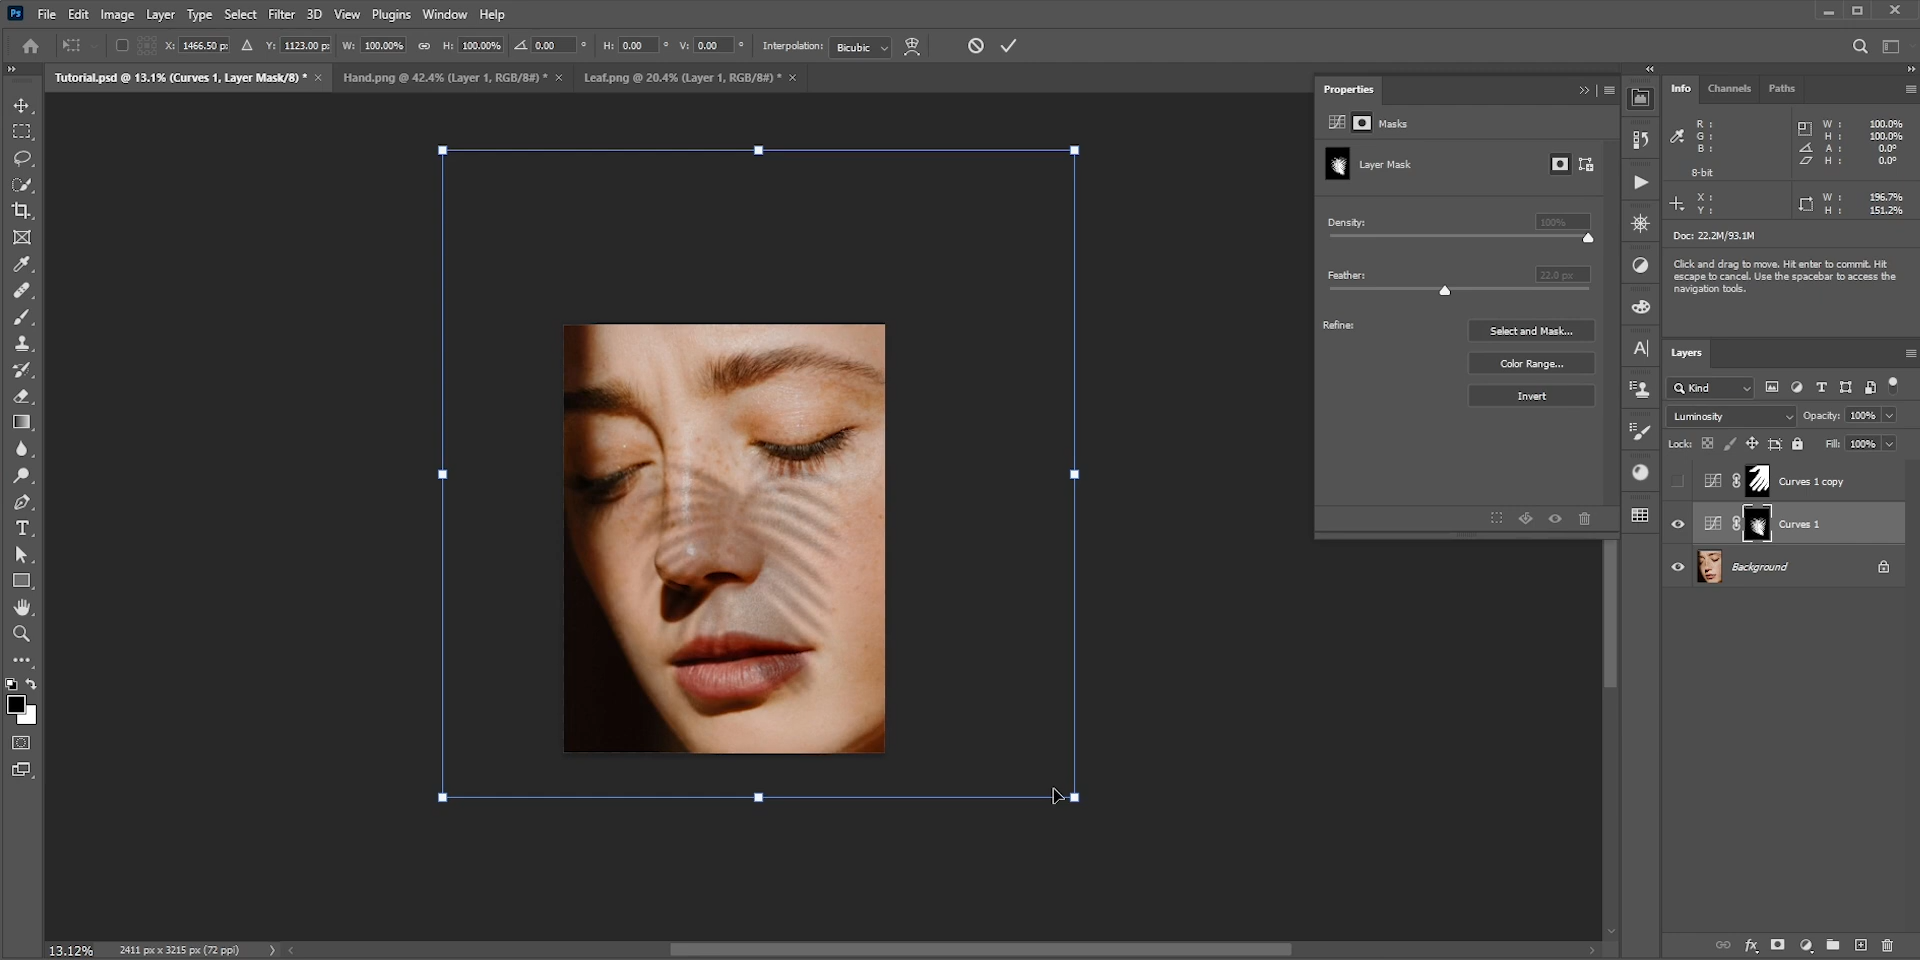 Ps File Edit Image Layer Type Select Filter 3D View Plugins Window Help
X: 1466.50 p: Y: 1123.00 p: W: 100.00% H: 100.00% 0.00 ° H: 0.00 ° V: 0.00 ° Interpolation: Bicubic
Tutorial.psd @ 13.1% (Curves 1, Layer Mask/8) * × Hand.png @ 42.4% (Layer 1, RGB/8#) * × Leaf.png @ 20.4% (Layer 1, RGB/8#) * ×
Properties
Masks
Layer Mask
Density: 100%
Feather: 22.0 px
Refine: Select and Mask...
Color Range...
Invert
Info Channels Paths
R : W : 100.0%
G : H : 100.0%
B : A : 0.0°
H : 0.0°
8-bit
X : W : 196.7%
Y : H : 151.2%
Doc: 22.2M/93.1M
Click and drag to move. Hit enter to commit. Hit
escape to cancel. Use the spacebar to access the
navigation tools.
Layers
Kind
Luminosity Opacity: 100%
Lock: Fill: 100%
Curves 1 copy
Curves 1
Background
13.12% 2411 px x 3215 px (72 ppi)